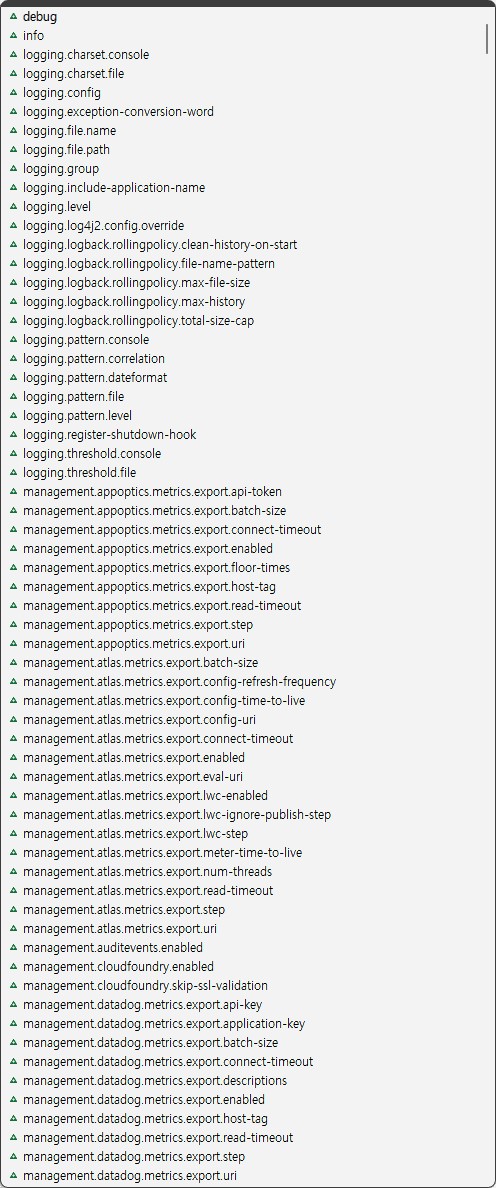 debug
info
logging.charset.console
logging.charset.file
logging.config
logging.exception-conversion-word
logging.file.name
logging.file.path
logging.group
logging.include-application-name
logging.level
logging.log4j2.config.override
logging.logback.rollingpolicy.clean-history-on-start
logging.logback.rollingpolicy.file-name-pattern
logging.logback.rollingpolicy.max-file-size
logging.logback.rollingpolicy.max-history
logging.logback.rollingpolicy.total-size-cap
logging.pattern.console
logging.pattern.correlation
logging.pattern.dateformat
logging.pattern.file
logging.pattern.level
logging.register-shutdown-hook
logging.threshold.console
logging.threshold.file
management.appoptics.metrics.export.api-token
management.appoptics.metrics.export.batch-size
management.appoptics.metrics.export.connect-timeout
management.appoptics.metrics.export.enabled
management.appoptics.metrics.export.floor-times
management.appoptics.metrics.export.host-tag
management.appoptics.metrics.export.read-timeout
management.appoptics.metrics.export.step
management.appoptics.metrics.export.uri
management.atlas.metrics.export.batch-size
management.atlas.metrics.export.config-refresh-frequency
management.atlas.metrics.export.config-time-to-live
management.atlas.metrics.export.config-uri
management.atlas.metrics.export.connect-timeout
management.atlas.metrics.export.enabled
management.atlas.metrics.export.eval-uri
management.atlas.metrics.export.lwc-enabled
management.atlas.metrics.export.lwc-ignore-publish-step
management.atlas.metrics.export.lwc-step
management.atlas.metrics.export.meter-time-to-live
management.atlas.metrics.export.num-threads
management.atlas.metrics.export.read-timeout
management.atlas.metrics.export.step
management.atlas.metrics.export.uri
management.auditevents.enabled
management.cloudfoundry.enabled
management.cloudfoundry.skip-ssl-validation
management.datadog.metrics.export.api-key
management.datadog.metrics.export.application-key
management.datadog.metrics.export.batch-size
management.datadog.metrics.export.connect-timeout
management.datadog.metrics.export.descriptions
management.datadog.metrics.export.enabled
management.datadog.metrics.export.host-tag
management.datadog.metrics.export.read-timeout
management.datadog.metrics.export.step
management.datadog.metrics.export.uri